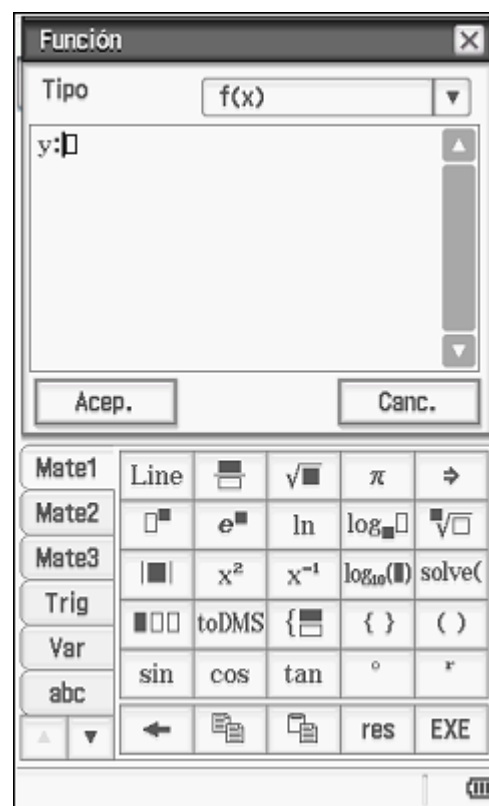 Función
Tipo f(x)
y:
Acep. Canc.
Mate1 Line √ π ⇒
Mate2 e ln log √
Mate3 | | x² x⁻¹ log₁₀( ) solve(
Trig toDMS { { } ( )
Var sin cos tan ° r
abc
res EXE